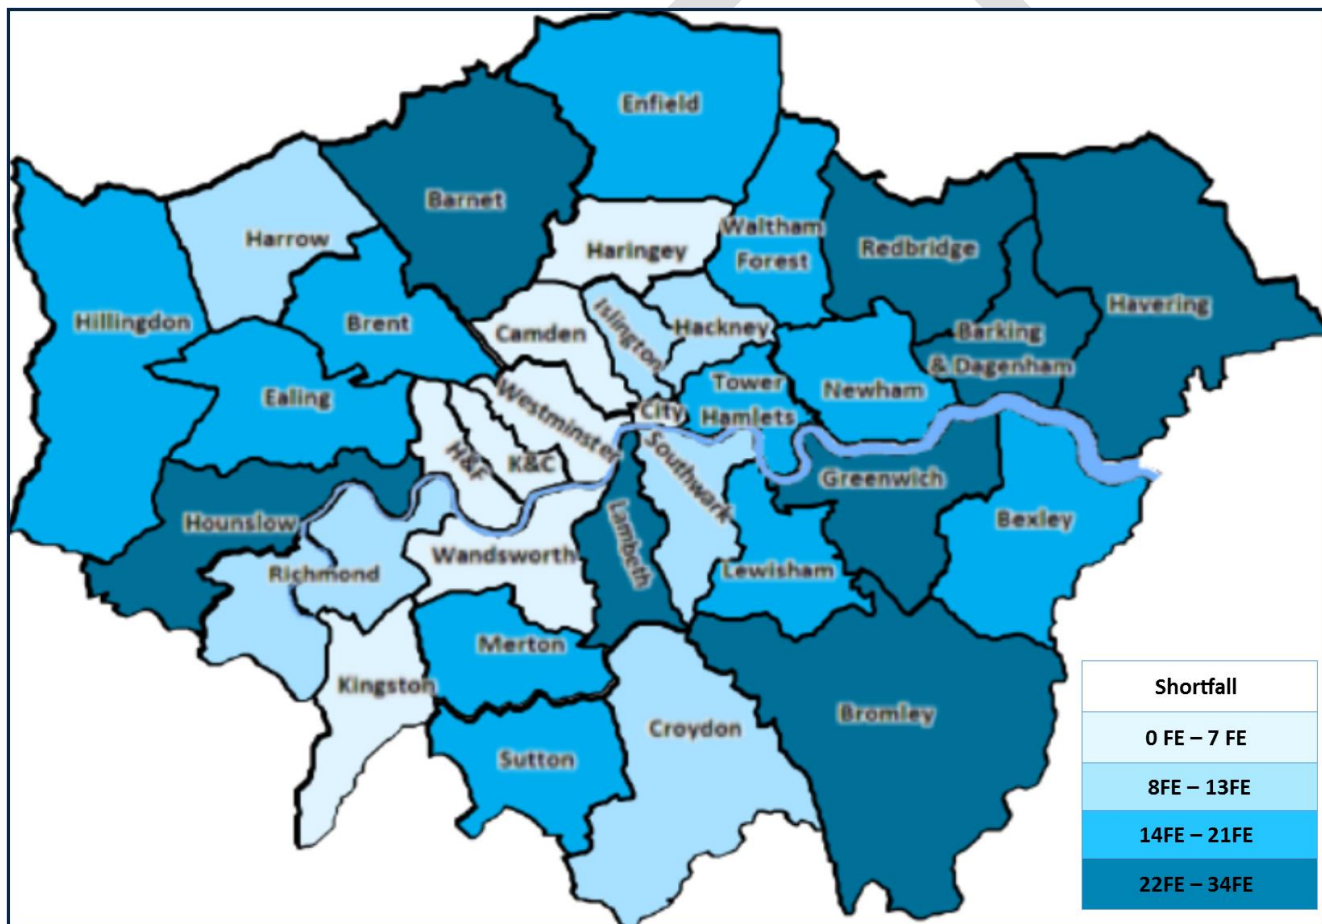 Enfield
Barnet
Harrow
Haringey
Waltham
Forest
Redbridge
Havering
Hillingdon
Brent
Camden
Islington
Hackney
Barking
& Dagenham
Ealing
Westminster
City
Tower
Hamlets
Newham
H&F
K&C
Southwark
Greenwich
Hounslow
Bexley
Richmond
Wandsworth
Lambeth
Lewisham
Merton
Kingston
Sutton
Croydon
Bromley
Shortfall
0 FE – 7 FE
8FE – 13FE
14FE – 21FE
22FE – 34FE